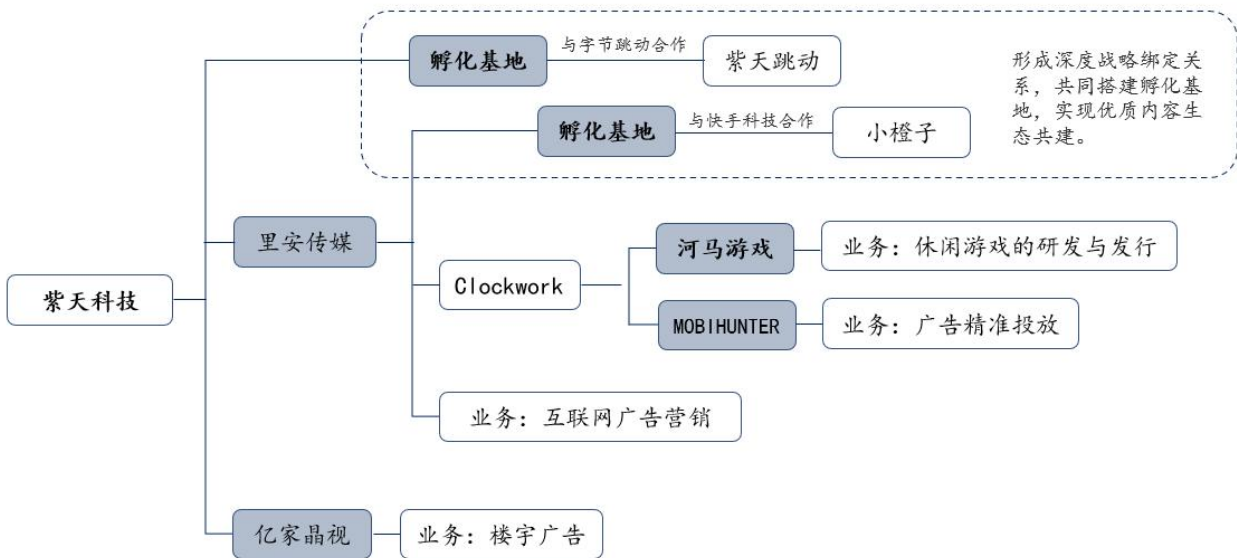 孵化基地
与字节跳动合作
紫天跳动
形成深度战略绑定关
系，共同搭建孵化基
地，实现优质内容生
态共建。
孵化基地
与快手科技合作
小橙子
里安传媒
河马游戏
业务：休闲游戏的研发与发行
Clockwork
紫天科技
MOBIHUNTER
业务：广告精准投放
业务：互联网广告营销
亿家晶视
业务：楼宇广告